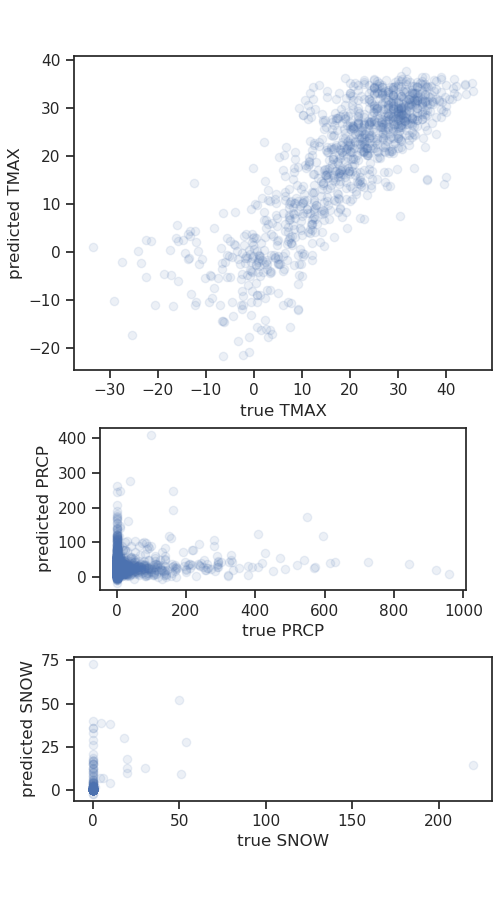 40
30
20
10
0
−10
−20
predicted TMAX
−30 −20 −10 0 10 20 30 40
true TMAX
400
300
200
100
0
predicted PRCP
0 200 400 600 800 1000
true PRCP
75
50
25
0
predicted SNOW
0 50 100 150 200
true SNOW